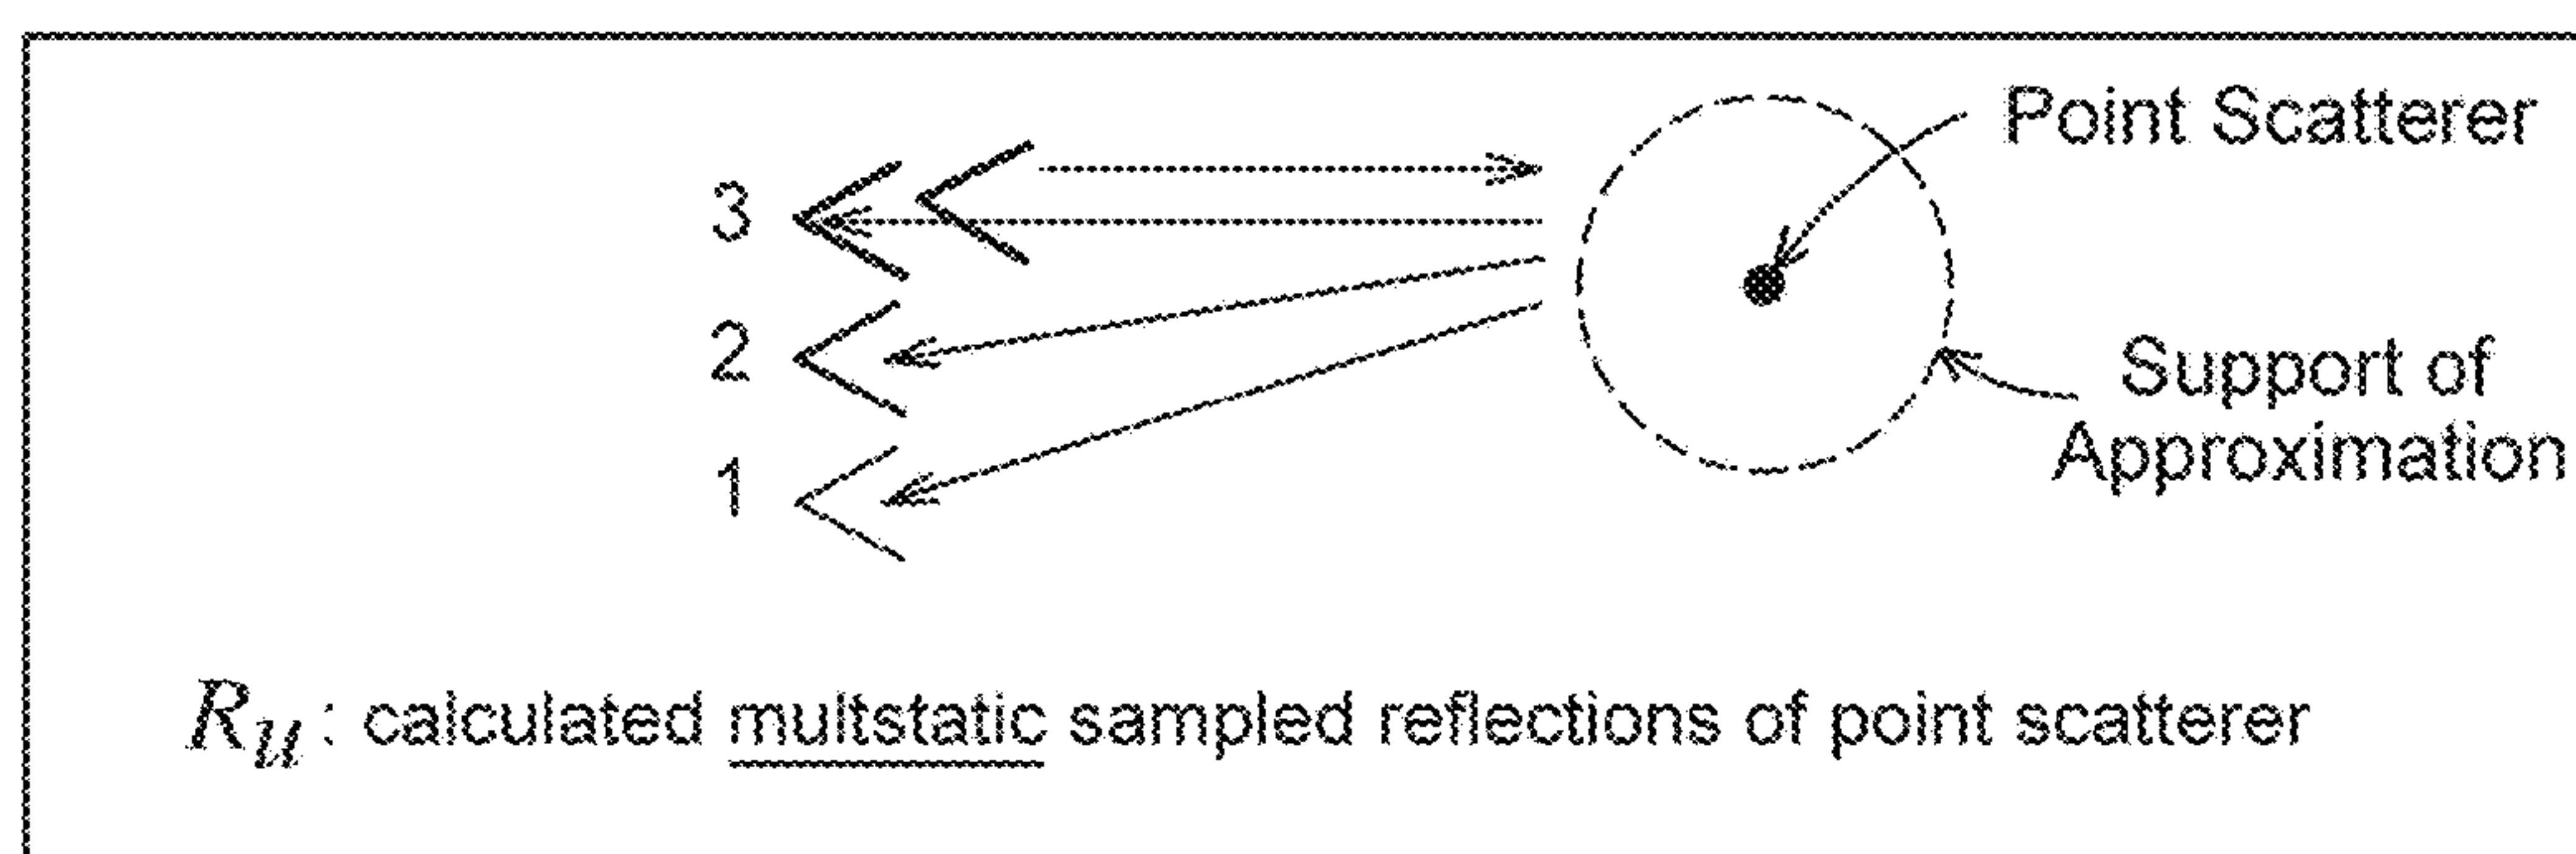 Point Scatterer
3
2
1
Support of
Approximation
R_u: calculated multstatic sampled reflections of point scatterer